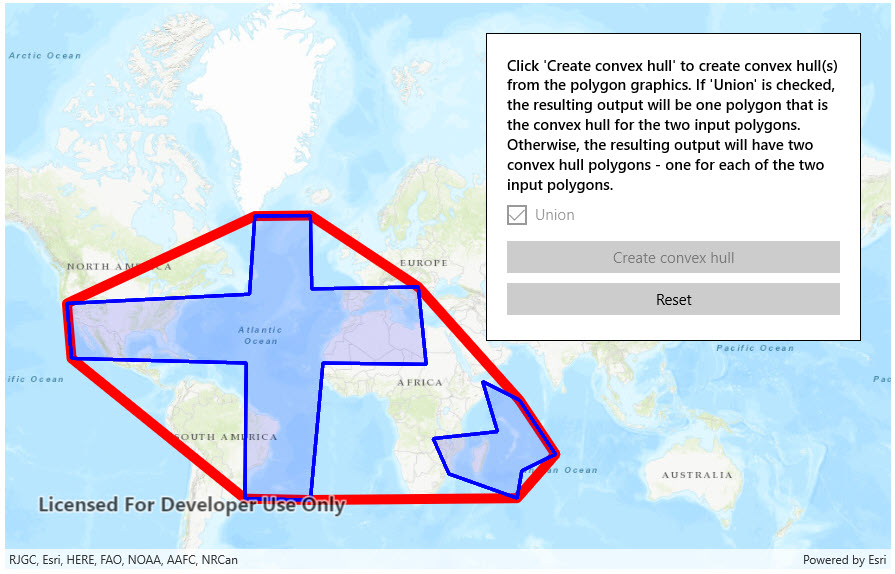 Arctic Ocean
Click 'Create convex hull' to create convex hull(s)
from the polygon graphics. If 'Union' is checked,
the resulting output will be one polygon that is
the convex hull for the two input polygons.
Otherwise, the resulting output will have two
convex hull polygons - one for each of the two
input polygons.
Union
Create convex hull
Reset
NORTH AMERICA
EUROPE
Atlantic
Ocean
Pacific Ocean
ific Ocean
AFRICA
Pac
SOUTH AMERICA
an Ocean
AUSTRALIA
Licensed For Developer Use Only
RJGC, Esri, HERE, FAO, NOAA, AAFC, NRCan
Powered by Esri